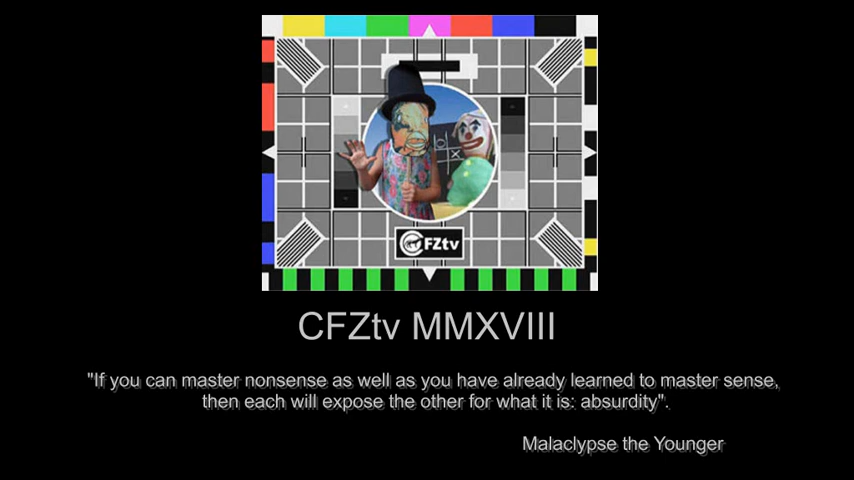 CFZtv
CFZtv MMXVIII
"If you can master nonsense as well as you have already learned to master sense,
then each will expose the other for what it is: absurdity".
Malaclypse the Younger